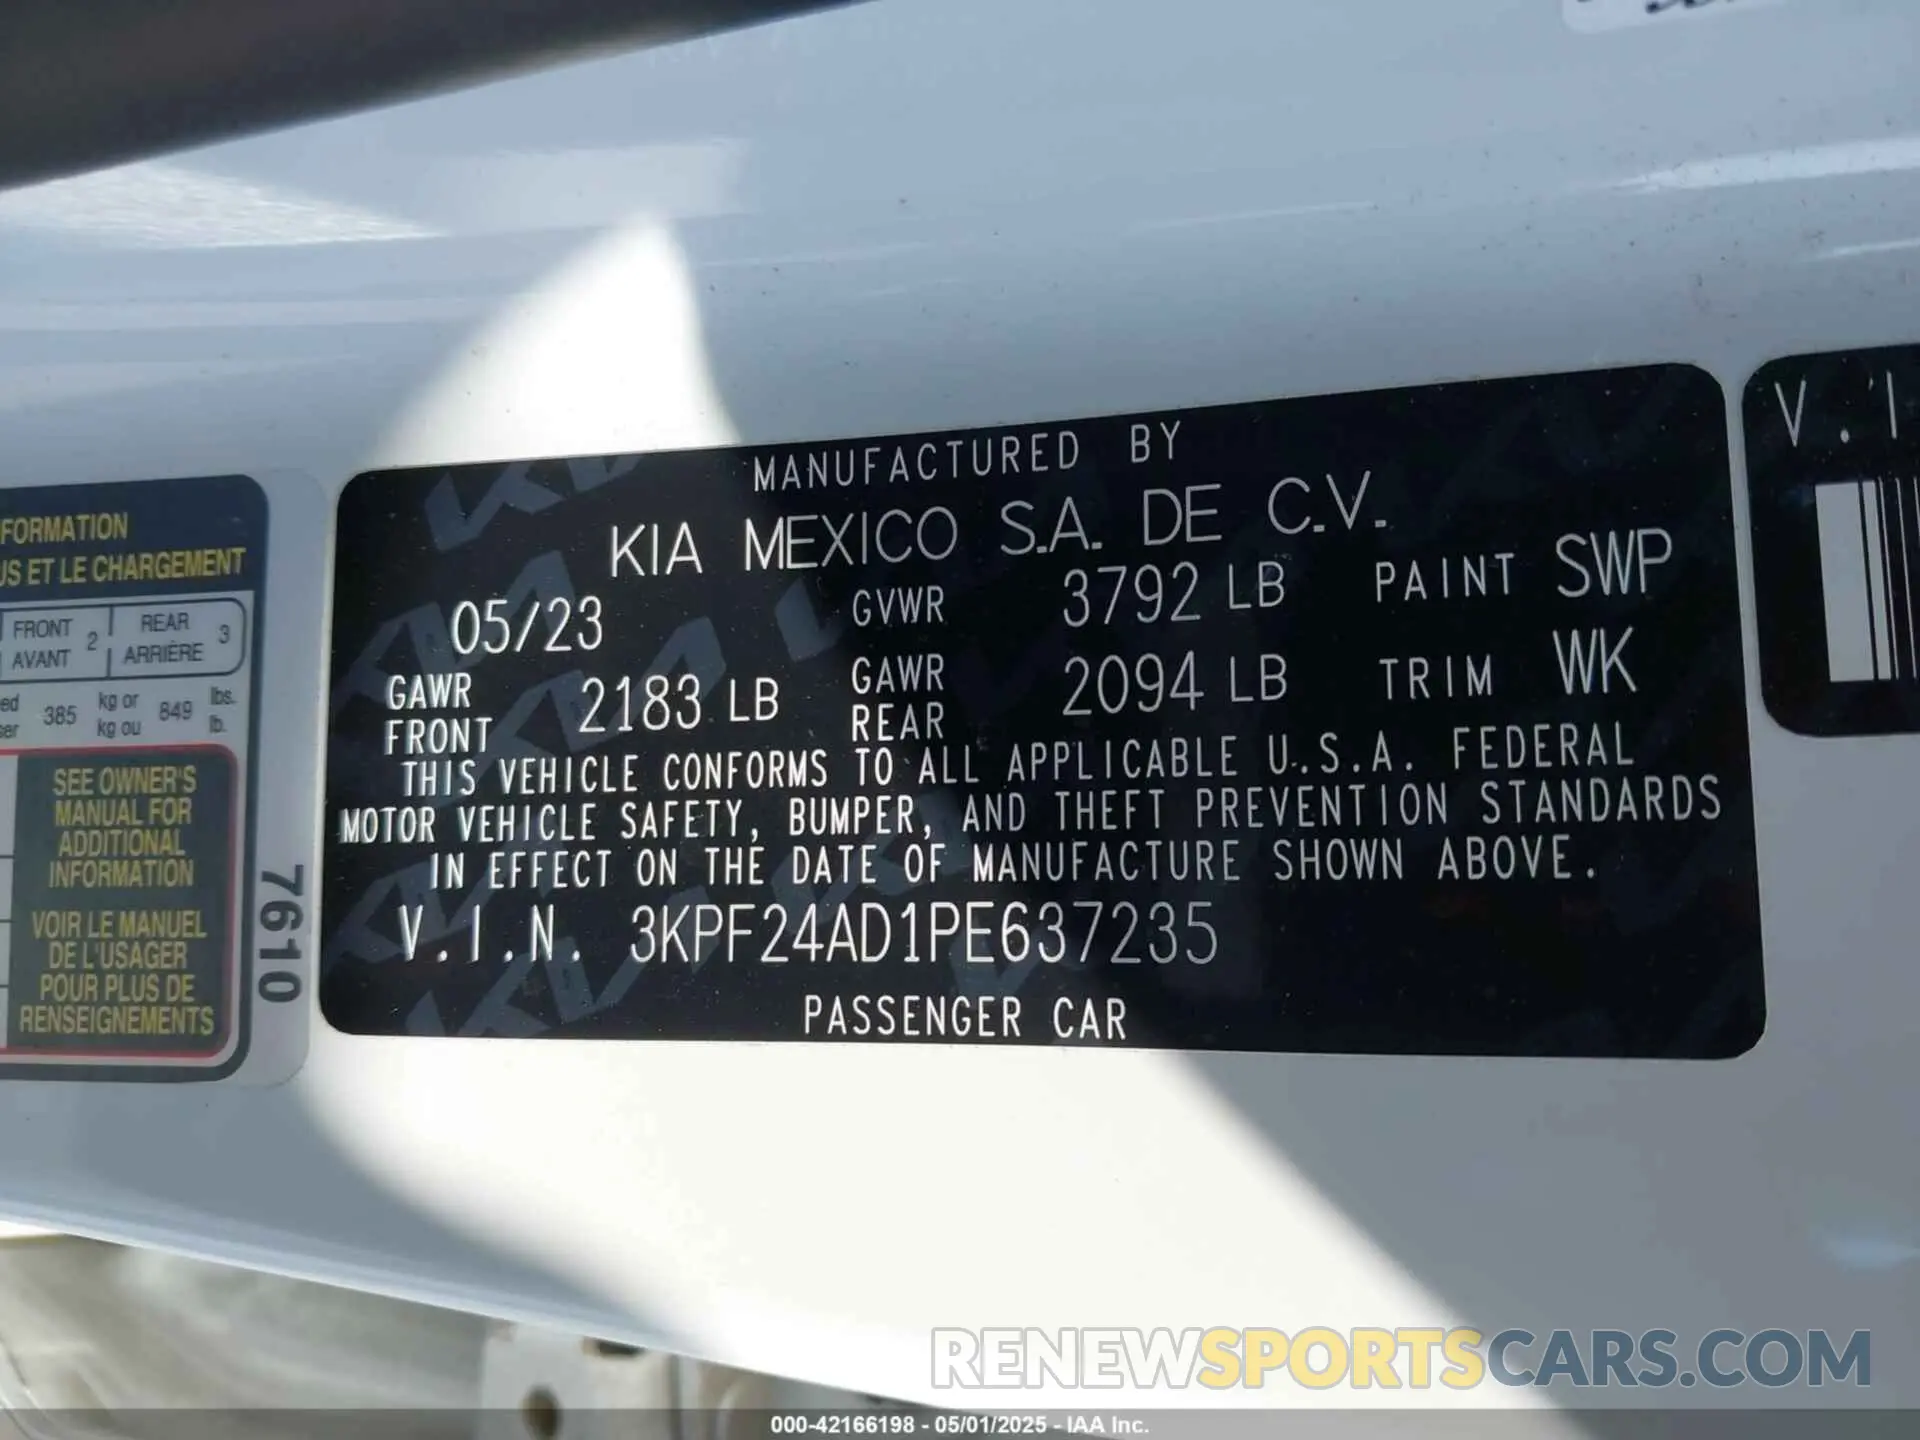 MANUFACTURED BY
KIA MEXICO S.A. DE C.V.
05/23 GVWR 3792 LB PAINT SWP
GAWR FRONT 2183 LB GAWR REAR 2094 LB TRIM WK
THIS VEHICLE CONFORMS TO ALL APPLICABLE U.S.A. FEDERAL
MOTOR VEHICLE SAFETY, BUMPER, AND THEFT PREVENTION STANDARDS
IN EFFECT ON THE DATE OF MANUFACTURE SHOWN ABOVE.
V.I.N. 3KPF24AD1PE637235
PASSENGER CAR
ET LE CHARGEMENT
FRONT 2 REAR 3
AVANT ARRIÈRE
385 kg or 849 lbs.
kg ou lb.
SEE OWNER'S
MANUAL FOR
ADDITIONAL
INFORMATION
VOIR LE MANUEL
DE L'USAGER
POUR PLUS DE
RENSEIGNEMENTS
7610
V.I
RENEWSPORTSCARS.COM
000-42166198 - 05/01/2025 - IAA Inc.